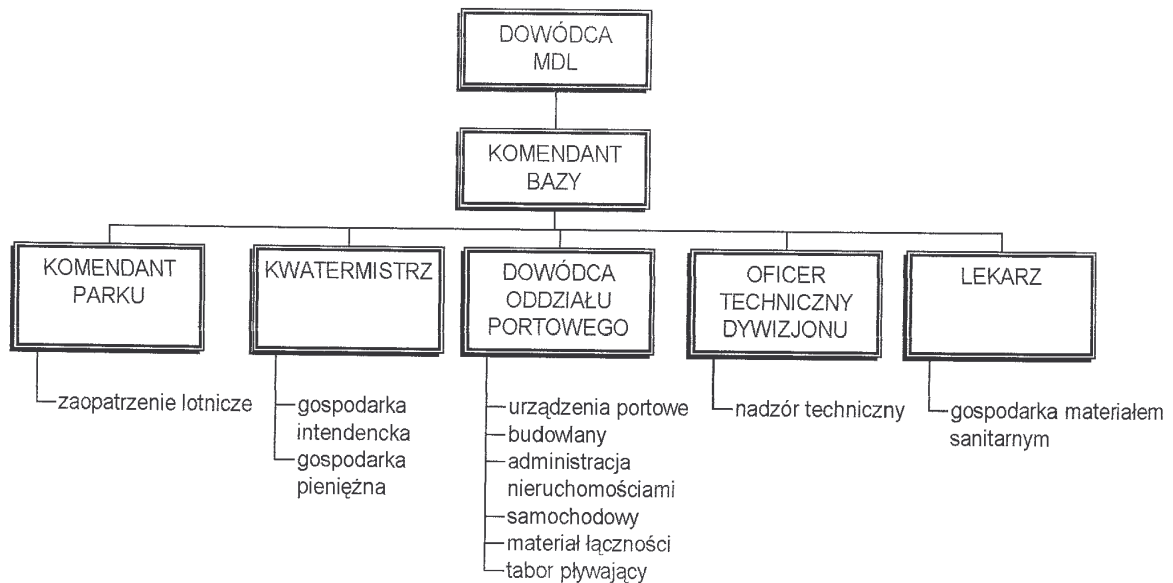 DOWÓDCA
MDL
KOMENDANT
BAZY
KOMENDANT
PARKU
KWATERMISTRZ
DOWÓDCA
ODDZIAŁU
PORTOWEGO
OFICER
TECHNICZNY
DYWIZJONU
LEKARZ
zaopatrzenie lotnicze
gospodarka
intendencka
gospodarka
pieniężna
urządzenia portowe
budowlany
administracja
nieruchomościami
samochodowy
materiał łączności
tabor pływający
nadzór techniczny
gospodarka materiałem
sanitarnym